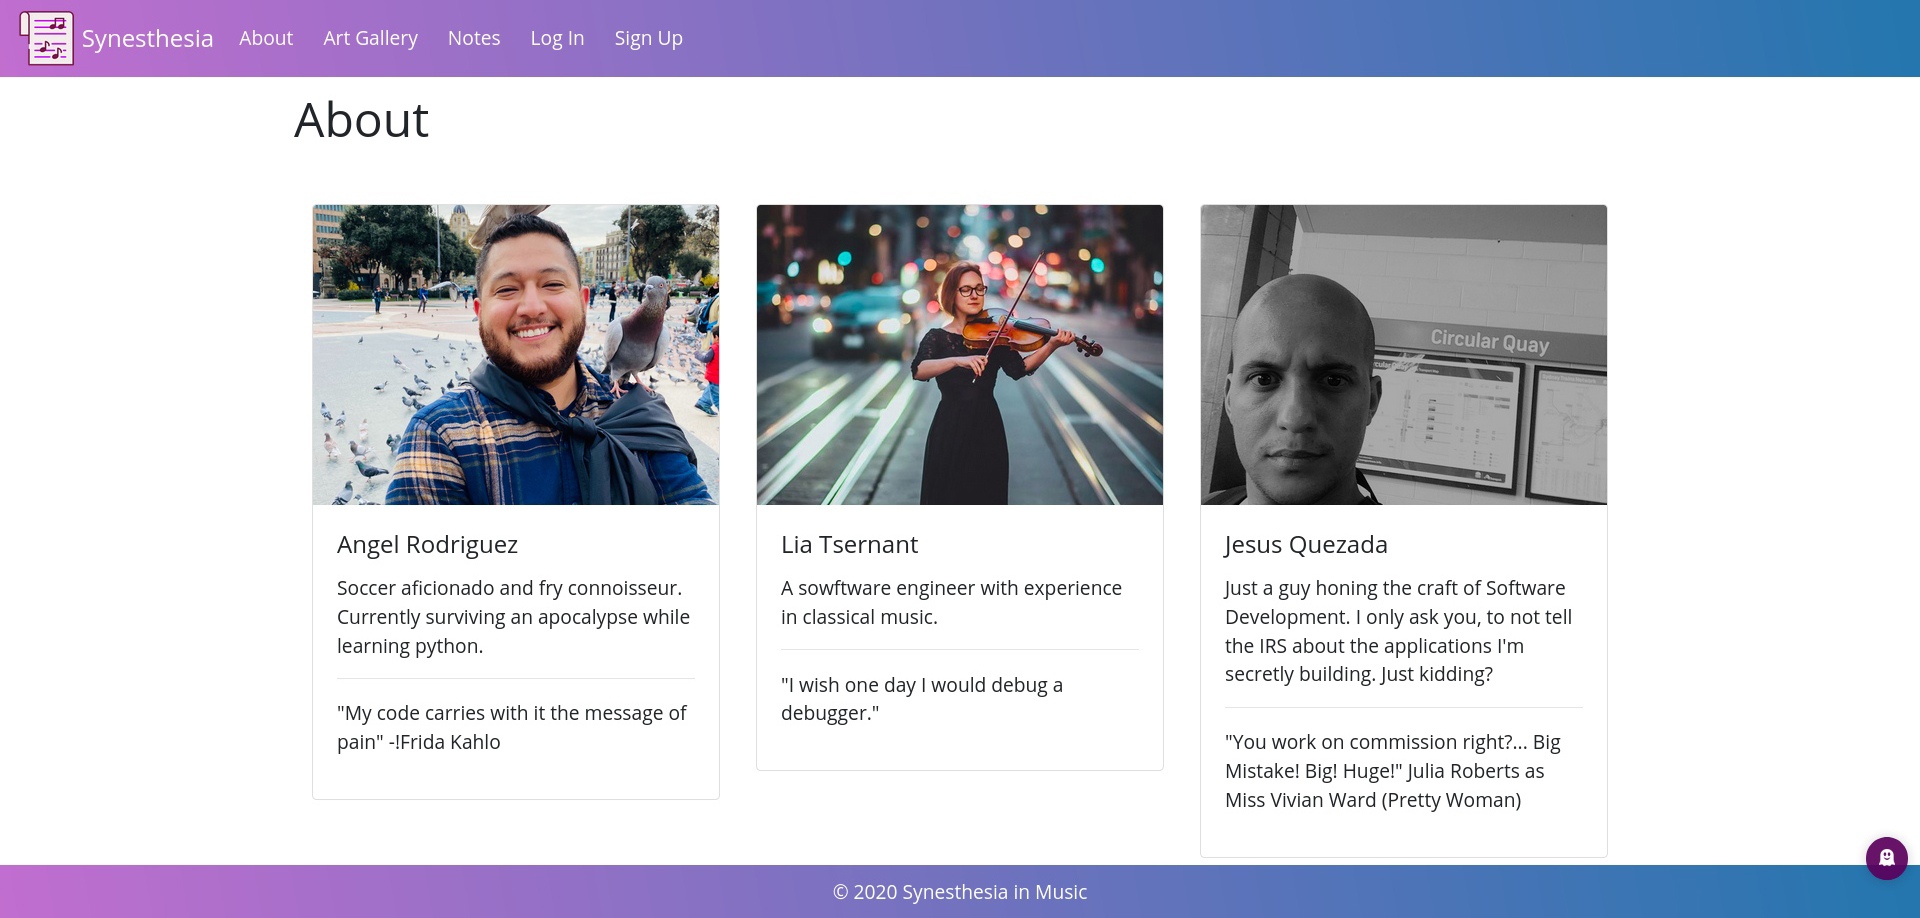 Synesthesia About Art Gallery Notes Log In Sign Up
About
Circular Quay
Angel Rodriguez
Soccer aficionado and fry connoisseur.
Currently surviving an apocalypse while
learning python.
"My code carries with it the message of
pain" -!Frida Kahlo
Lia Tsernant
A sowftware engineer with experience
in classical music.
"I wish one day I would debug a
debugger."
Jesus Quezada
Just a guy honing the craft of Software
Development. I only ask you, to not tell
the IRS about the applications I'm
secretly building. Just kidding?
"You work on commission right?... Big
Mistake! Big! Huge!" Julia Roberts as
Miss Vivian Ward (Pretty Woman)
© 2020 Synesthesia in Music